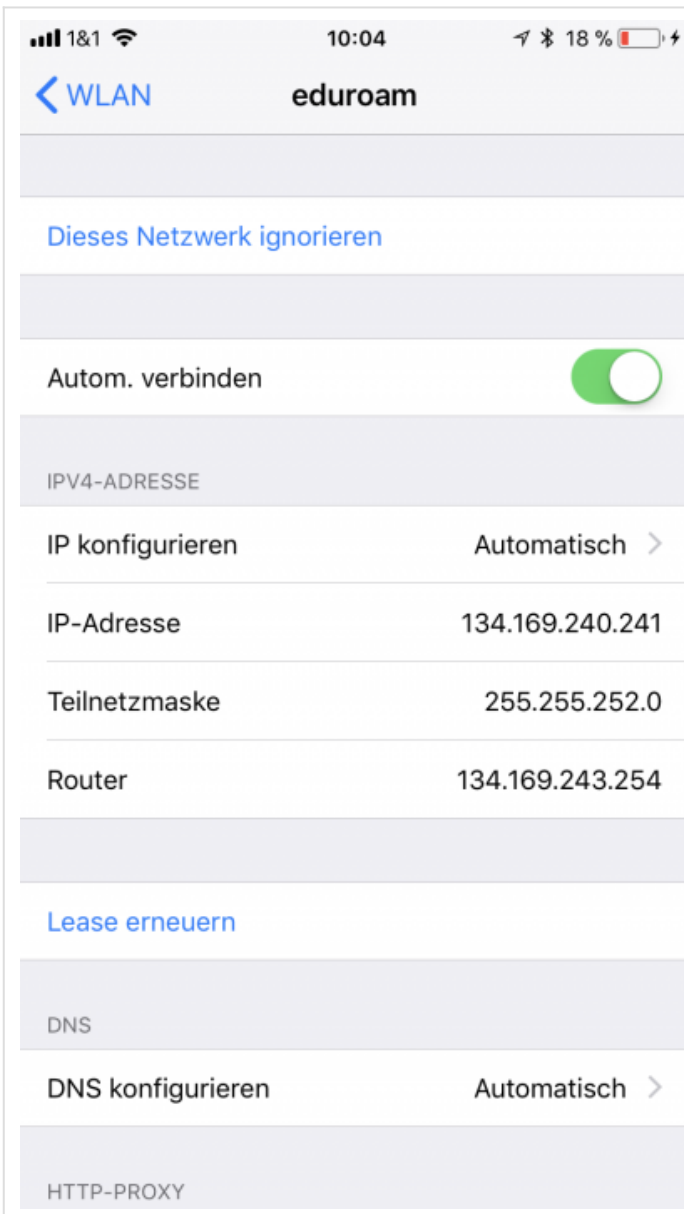 1&1 10:04 18 %
WLAN eduroam
Dieses Netzwerk ignorieren
Autom. verbinden
IPV4-ADRESSE
IP konfigurieren Automatisch
IP-Adresse 134.169.240.241
Teilnetzmaske 255.255.252.0
Router 134.169.243.254
Lease erneuern
DNS
DNS konfigurieren Automatisch
HTTP-PROXY